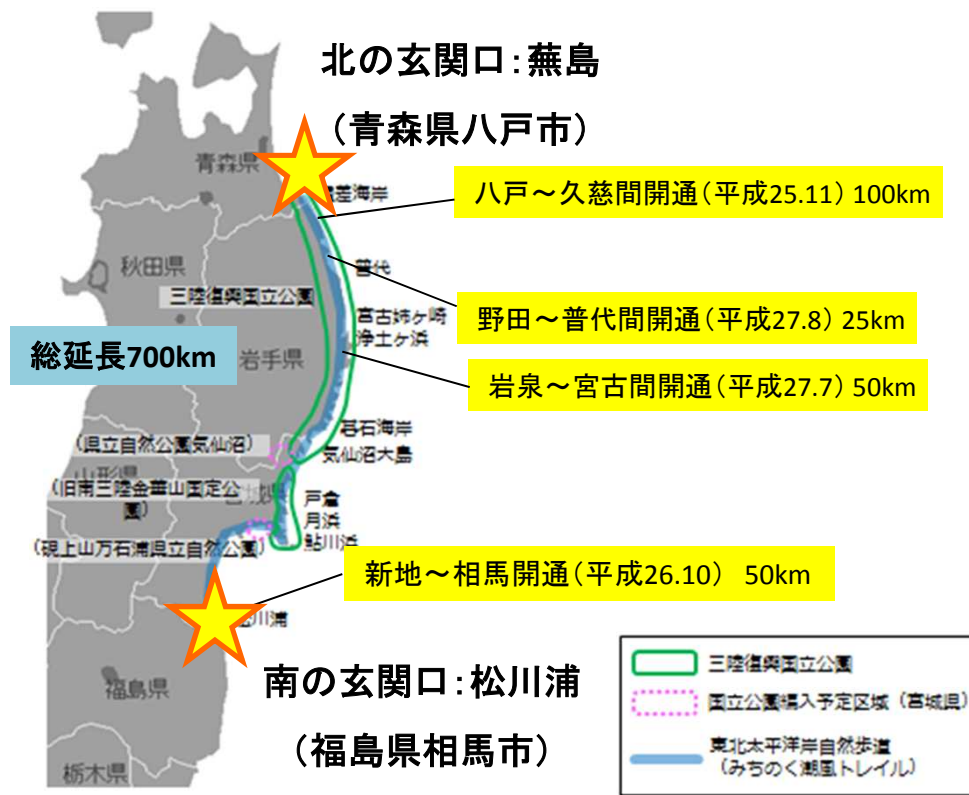 北の玄関口:蕪島
(青森県八戸市)
青森県
差海岸
八戸~久慈間開通(平成25.11) 100km
秋田県
普代
三陸復興国立公園
宮古姉ヶ崎
浄土ヶ浜
野田~普代間開通(平成27.8) 25km
総延長700km
岩手県
岩泉~宮古間開通(平成27.7) 50km
碁石海岸
(県立自然公園気仙沼)
気仙沼大島
山形県
(旧南三陸金華山国定公
園)
宮城県
戸倉
月浜
鮎川浜
(硯上山万石浦県立自然公園)
新地~相馬開通(平成26.10) 50km
川浦
南の玄関口:松川浦
(福島県相馬市)
福島県
栃木県
三陸復興国立公園
国立公園編入予定区域(宮城県)
東北太平洋岸自然歩道
(みちのく潮風トレイル)